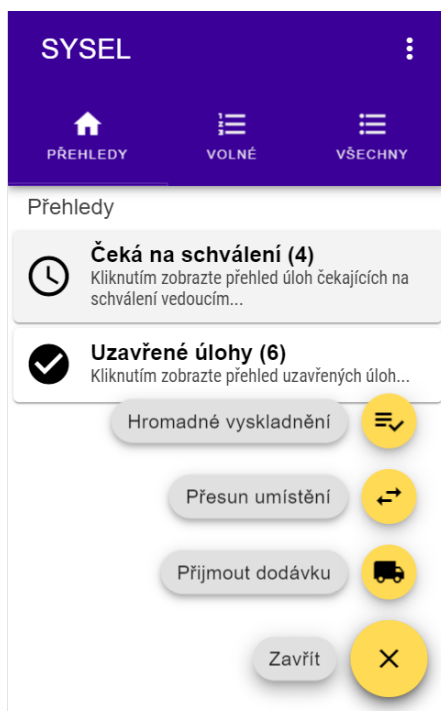 SYSEL
PŘEHLEDY
VOLNÉ
VŠECHNY
Přehledy
Čeká na schválení (4)
Kliknutím zobrazte přehled úloh čekajících na
schválení vedoucím...
Uzavřené úlohy (6)
Kliknutím zobrazte přehled uzavřených úloh...
Hromadné vyskladnění
Přesun umístění
Přijmout dodávku
Zavřít